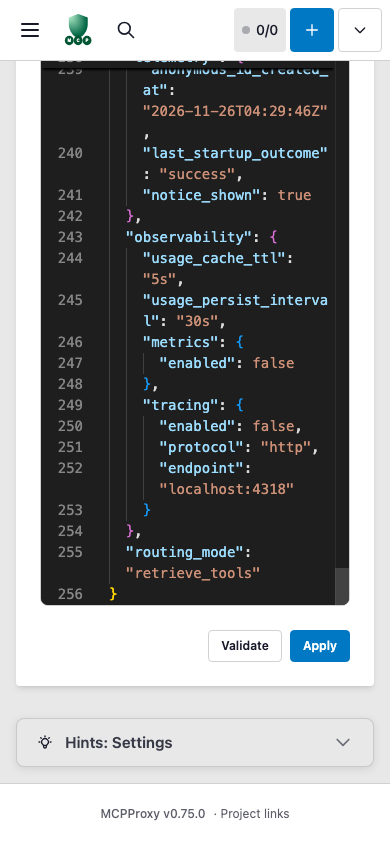 MCP
0/0
239 "anonymous_id_created_
at":
"2026-11-26T04:29:46Z"
,
240 "last_startup_outcome"
: "success",
241 "notice_shown": true
242 },
243 "observability": {
244 "usage_cache_ttl":
"5s",
245 "usage_persist_interva
l": "30s",
246 "metrics": {
247 "enabled": false
248 },
249 "tracing": {
250 "enabled": false,
251 "protocol": "http",
252 "endpoint":
"localhost:4318"
253 }
254 },
255 "routing_mode":
"retrieve_tools"
256 }
Validate
Apply
Hints: Settings
MCPProxy v0.75.0 · Project links